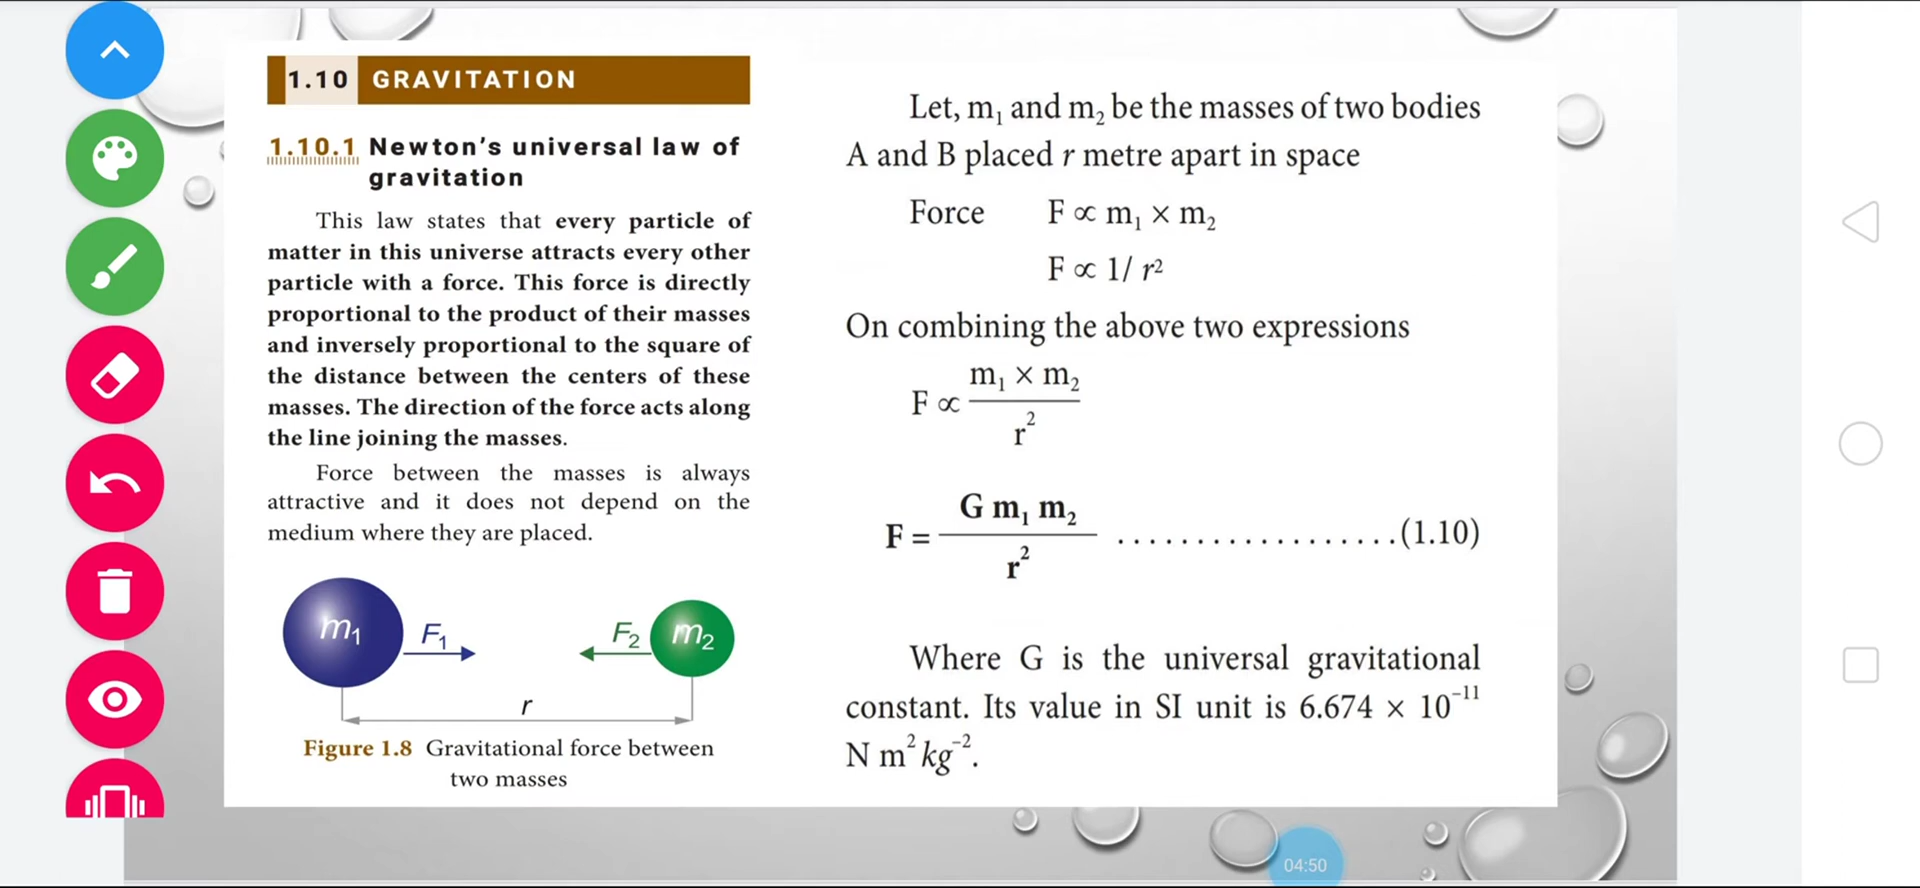 1.10 GRAVITATION
1.10.1 Newton's universal law of
gravitation
This law states that every particle of
matter in this universe attracts every other
particle with a force. This force is directly
proportional to the product of their masses
and inversely proportional to the square of
the distance between the centers of these
masses. The direction of the force acts along
the line joining the masses.
Force between the masses is always
attractive and it does not depend on the
medium where they are placed.
m₁ F₁ F₂ m₂
r
Figure 1.8 Gravitational force between
two masses
Let, m₁ and m₂ be the masses of two bodies
A and B placed r metre apart in space
Force F ∝ m₁ × m₂
F ∝ 1/ r²
On combining the above two expressions
m₁ × m₂
F ∝
r²
G m₁ m₂
F = ..................(1.10)
r²
Where G is the universal gravitational
constant. Its value in SI unit is 6.674 × 10⁻¹¹
N m² kg⁻².
04:50